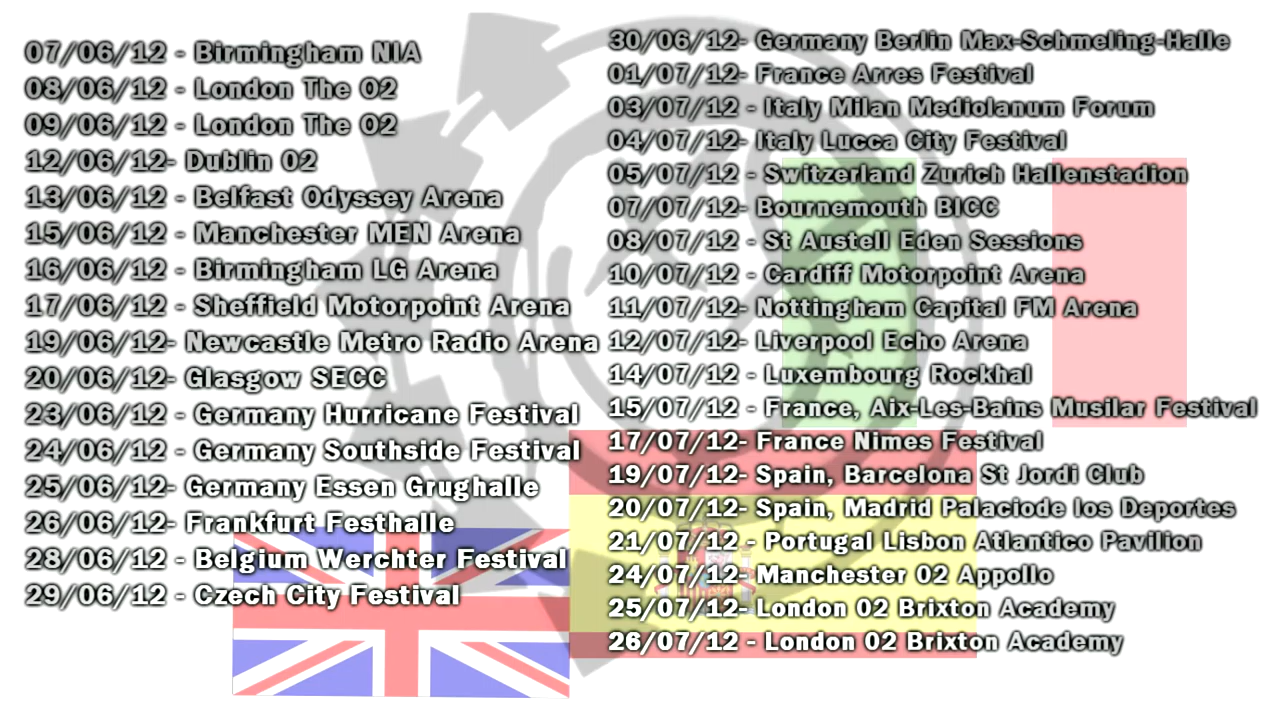 07/06/12 - Birmingham NIA
08/06/12 - London The O2
09/06/12 - London The O2
12/06/12- Dublin O2
13/06/12 - Belfast Odyssey Arena
15/06/12 - Manchester MEN Arena
16/06/12 - Birmingham LG Arena
17/06/12 - Sheffield Motorpoint Arena
19/06/12- Newcastle Metro Radio Arena
20/06/12- Glasgow SECC
23/06/12 - Germany Hurricane Festival
24/06/12 - Germany Southside Festival
25/06/12- Germany Essen Grughalle
26/06/12- Frankfurt Festhalle
28/06/12 - Belgium Werchter Festival
29/06/12 - Czech City Festival
30/06/12- Germany Berlin Max-Schmeling-Halle
01/07/12- France Arres Festival
03/07/12 - Italy Milan Mediolanum Forum
04/07/12- Italy Lucca City Festival
05/07/12 - Switzerland Zurich Hallenstadion
07/07/12- Bournemouth BICC
08/07/12 - St Austell Eden Sessions
10/07/12 - Cardiff Motorpoint Arena
11/07/12- Nottingham Capital FM Arena
12/07/12- Liverpool Echo Arena
14/07/12 - Luxembourg Rockhal
15/07/12 - France, Aix-Les-Bains Musilar Festival
17/07/12- France Nimes Festival
19/07/12- Spain, Barcelona St Jordi Club
20/07/12- Spain, Madrid Palaciode los Deportes
21/07/12 - Portugal Lisbon Atlantico Pavilion
24/07/12- Manchester O2 Appollo
25/07/12- London O2 Brixton Academy
26/07/12 - London O2 Brixton Academy